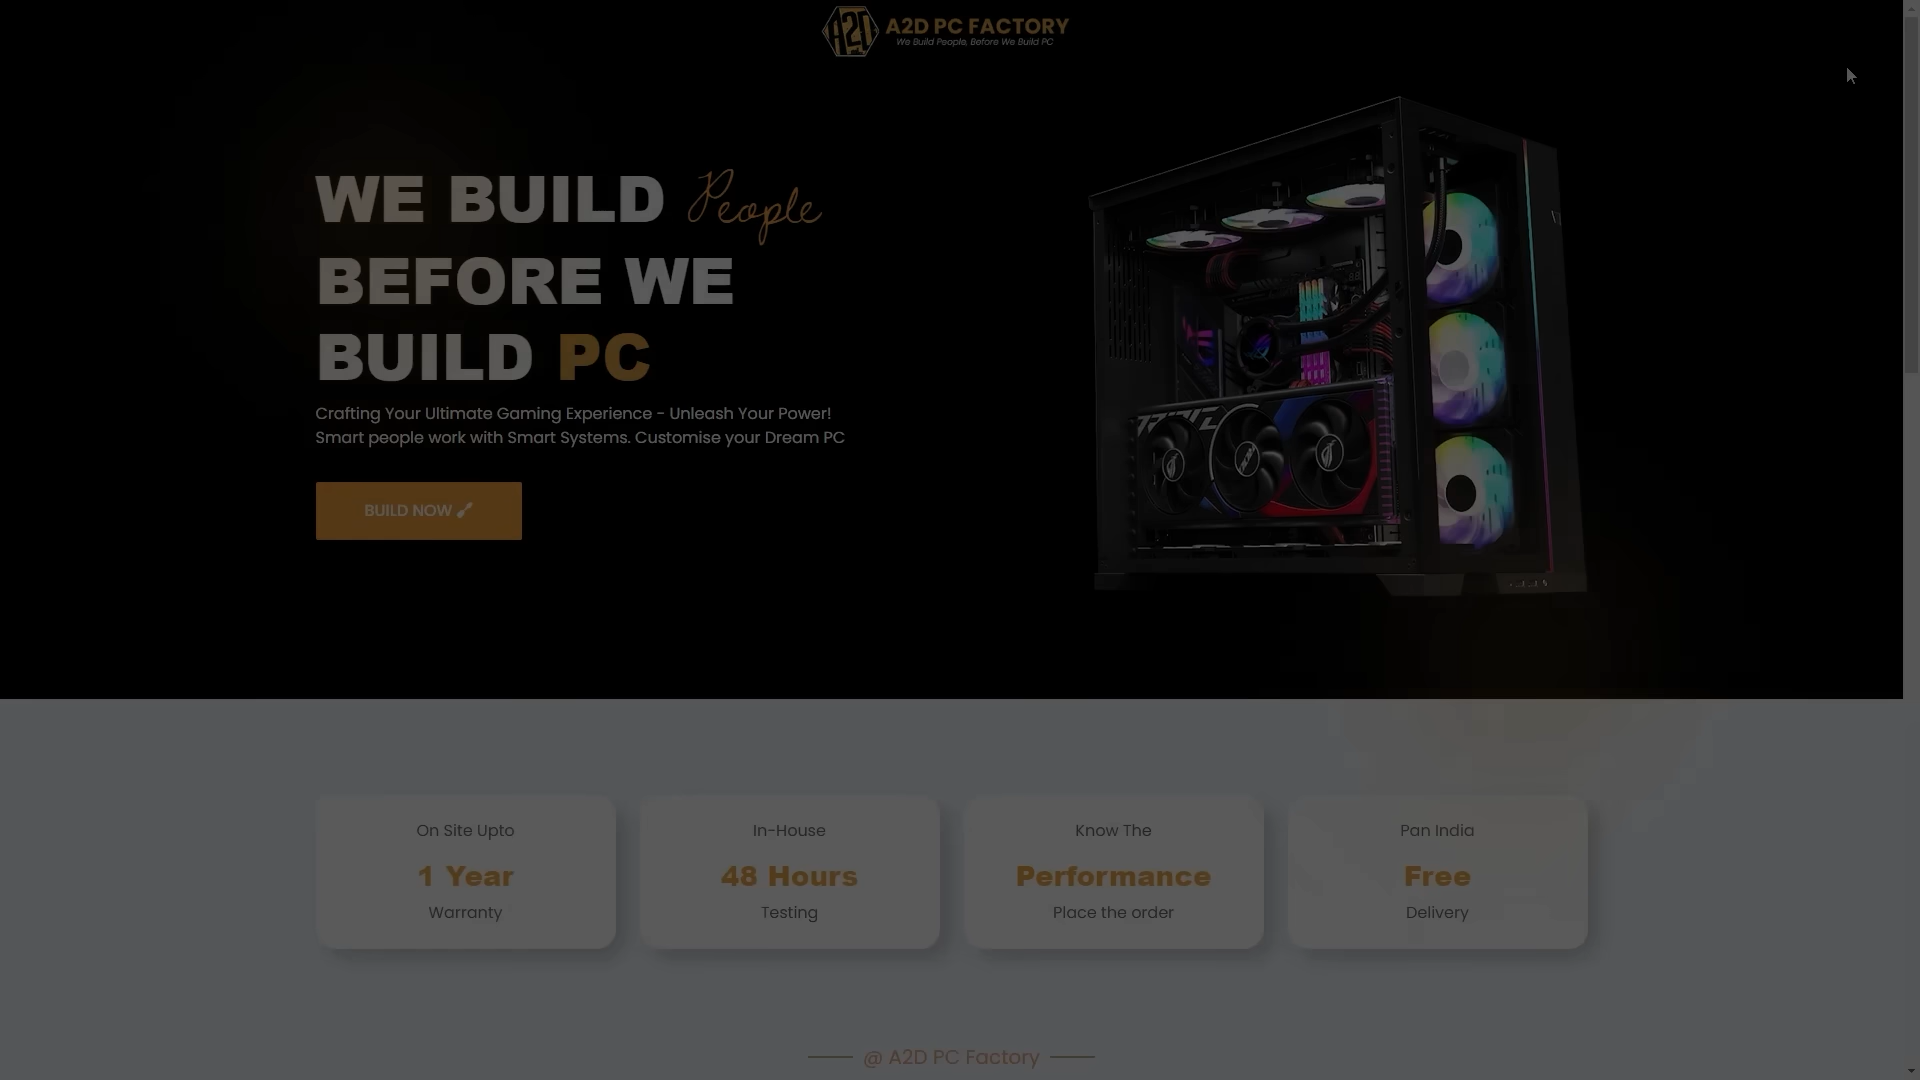 A2D
A2D PC FACTORY
We Build People, Before We Build PC
WE BUILD People
BEFORE WE
BUILD PC
Crafting Your Ultimate Gaming Experience - Unleash Your Power!
Smart people work with Smart Systems. Customise your Dream PC
BUILD NOW
On Site Upto
1 Year
Warranty
In-House
48 Hours
Testing
Know The
Performance
Place the order
Pan India
Free
Delivery
@ A2D PC Factory